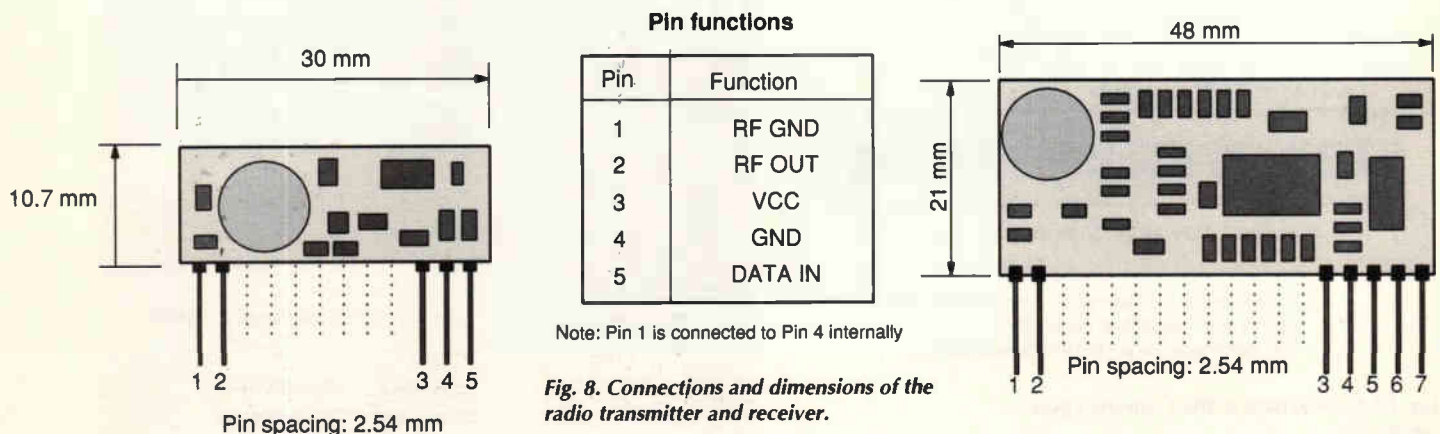 30 mm
10.7 mm
1 2 3 4 5
Pin spacing: 2.54 mm
Pin functions
Pin Function
1 RF GND
2 RF OUT
3 VCC
4 GND
5 DATA IN
Note: Pin 1 is connected to Pin 4 internally
Fig. 8. Connections and dimensions of the
radio transmitter and receiver.
48 mm
21 mm
Pin spacing: 2.54 mm
1 2 3 4 5 6 7